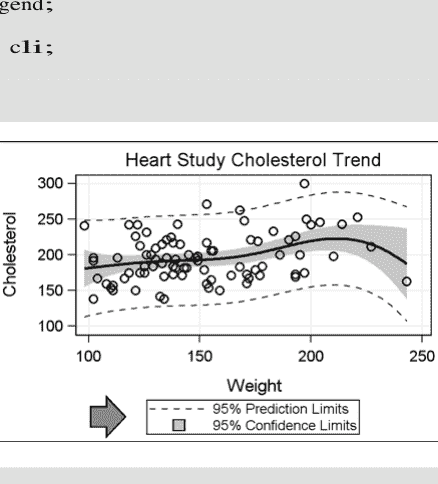 gend;
cli;
Heart Study Cholesterol Trend
300
250
200
150
100
Cholesterol
100 150 200 250
Weight
95% Prediction Limits
95% Confidence Limits